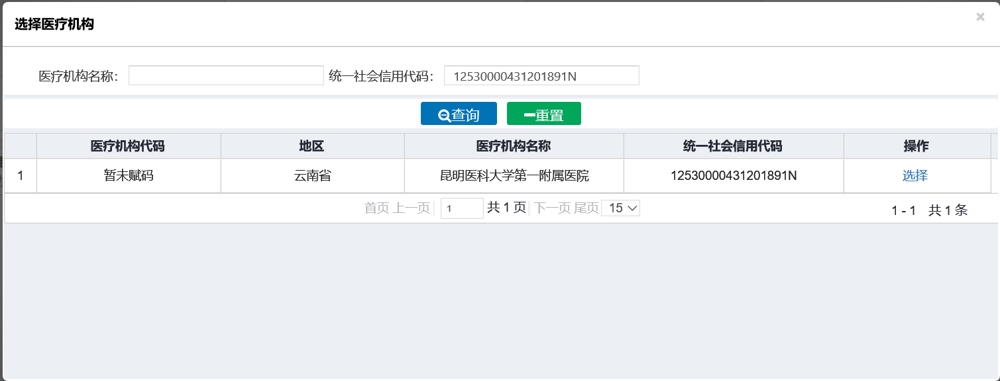 选择医疗机构
×
医疗机构名称： 统一社会信用代码： 12530000431201891N
查询 重置
医疗机构代码 地区 医疗机构名称 统一社会信用代码 操作
1 暂未赋码 云南省 昆明医科大学第一附属医院 12530000431201891N 选择
首页 上一页 1 共 1 页 下一页 尾页 15 1 - 1 共 1 条